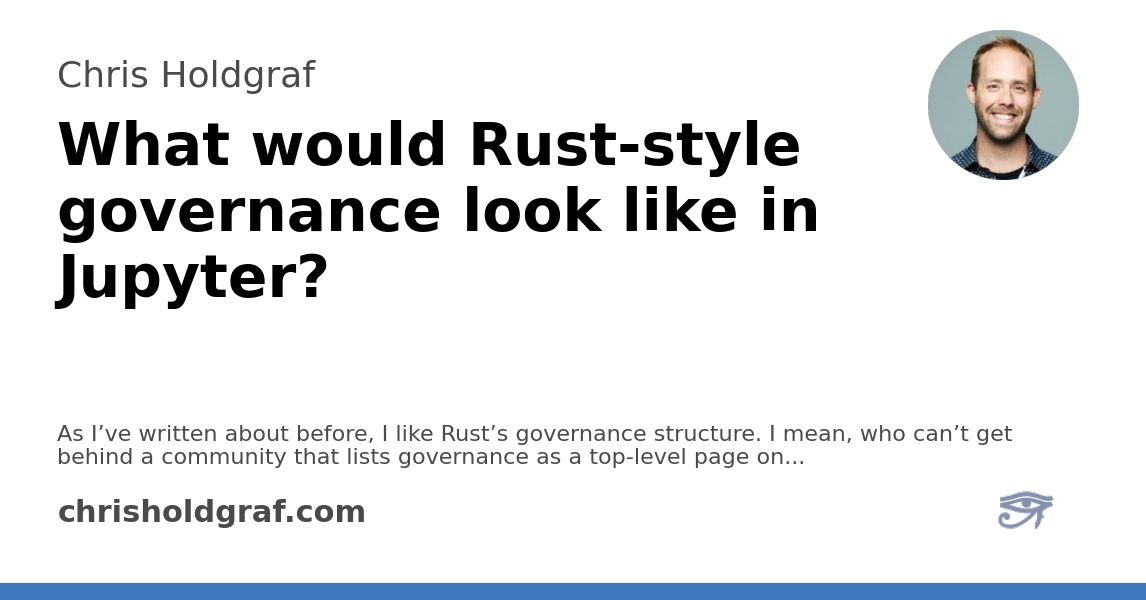 Chris Holdgraf
What would Rust-style
governance look like in
Jupyter?
As I’ve written about before, I like Rust’s governance structure. I mean, who can’t get
behind a community that lists governance as a top-level page on...
chrisholdgraf.com